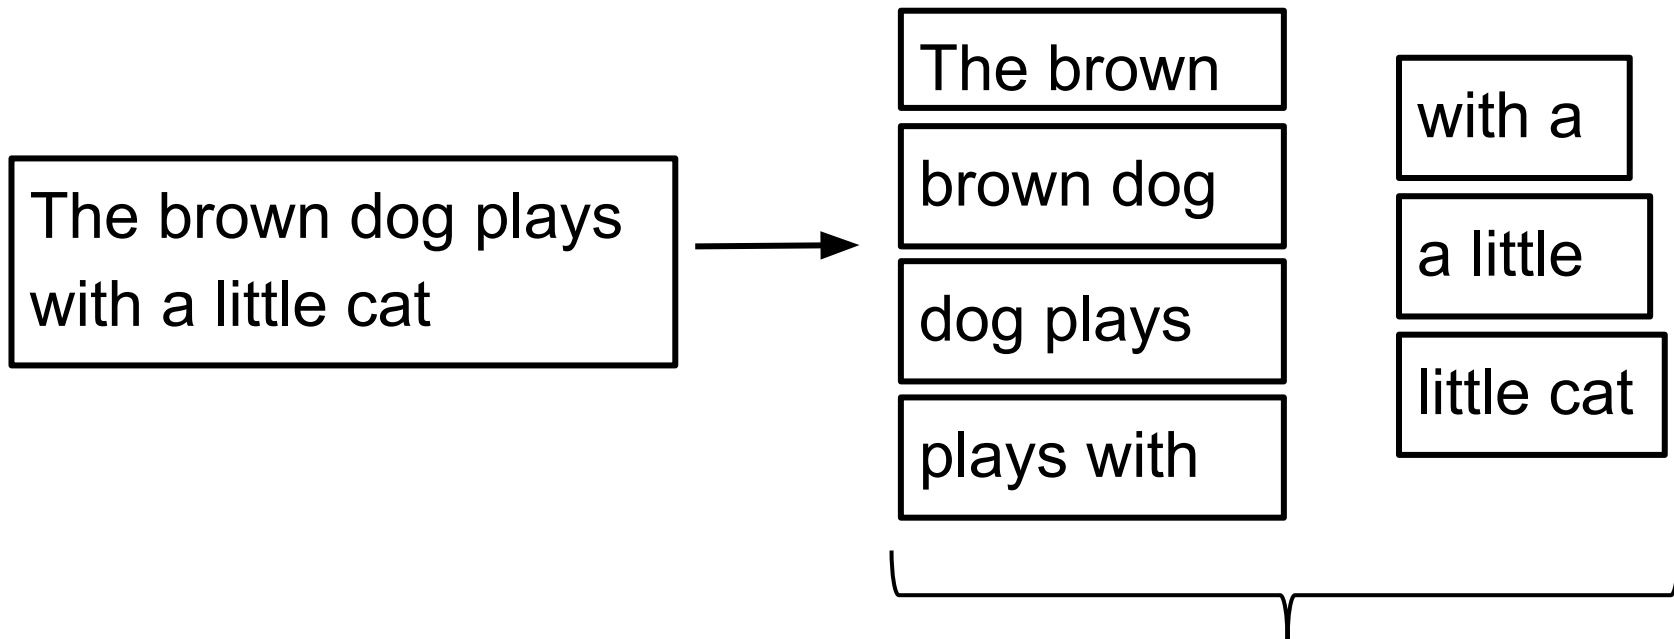 The brown dog plays
with a little cat
The brown
brown dog
dog plays
plays with
with a
a little
little cat